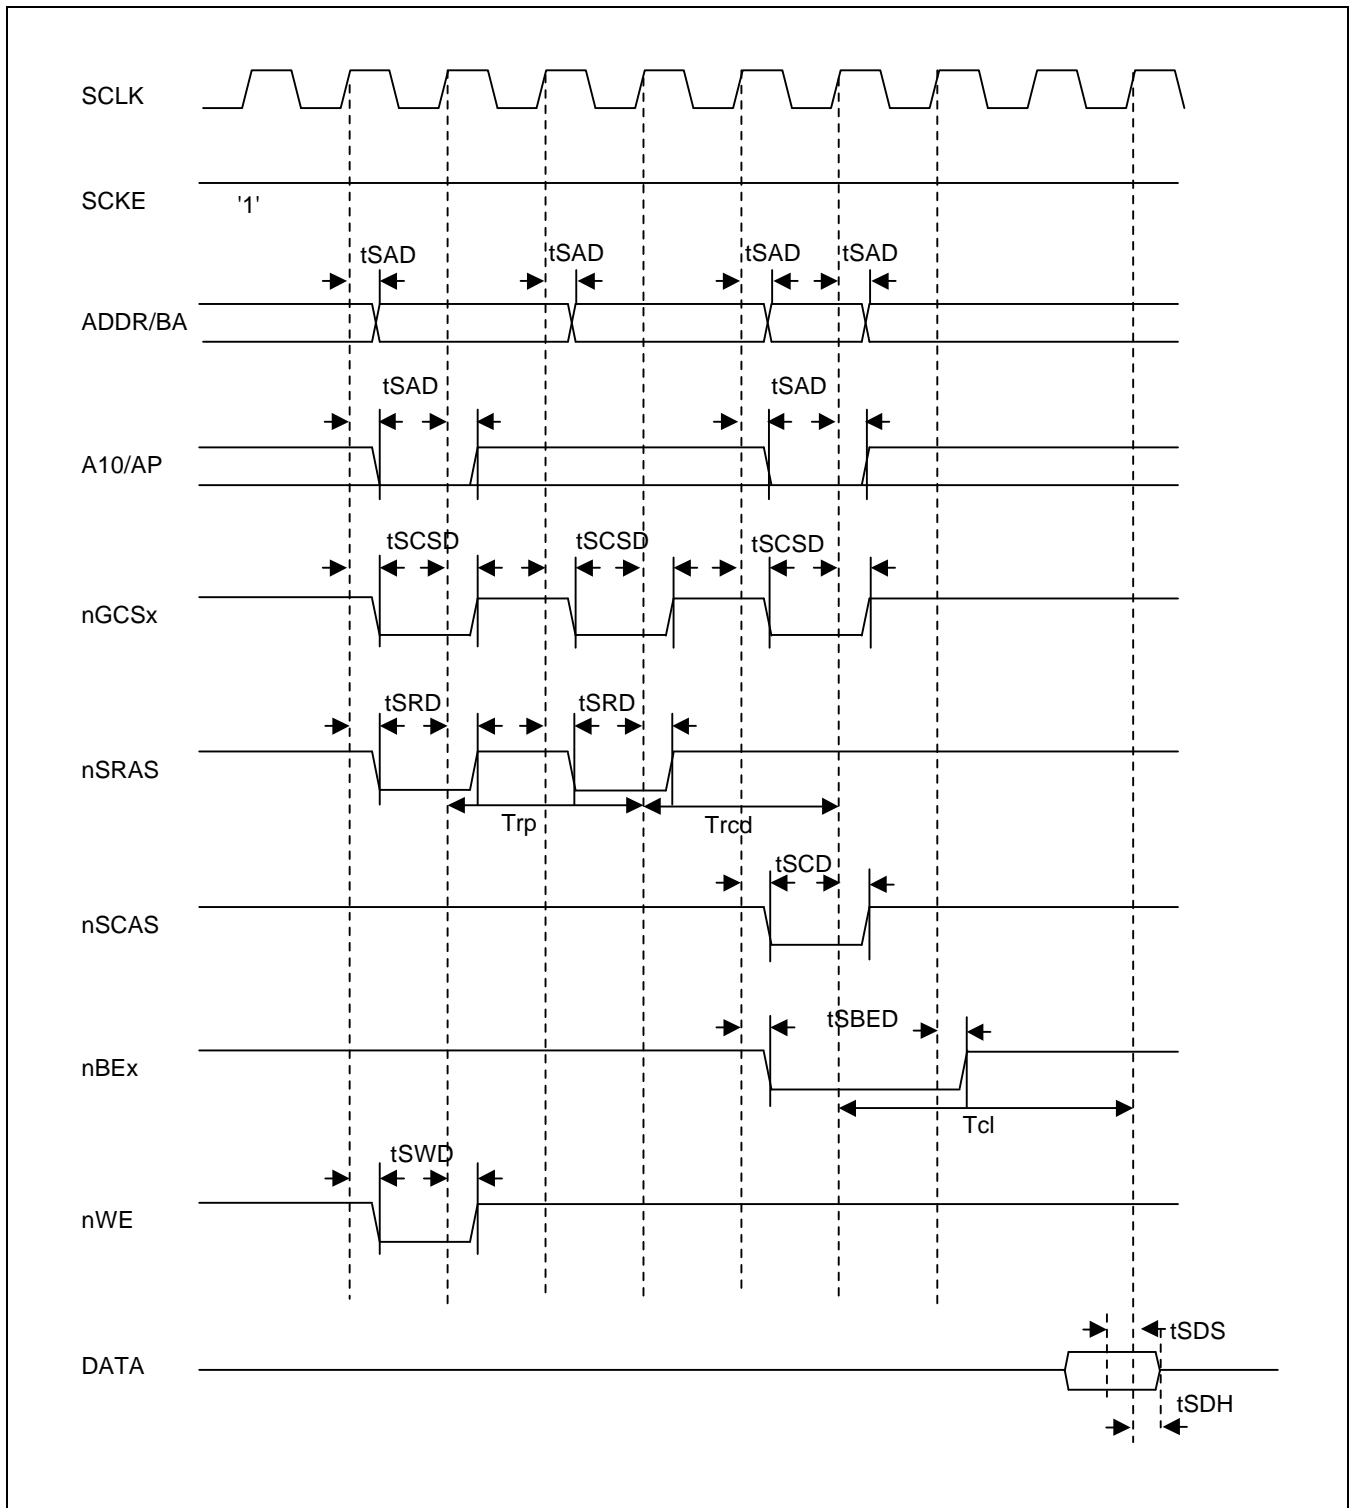 SCLK
SCKE '1'
tSAD tSAD tSAD tSAD
ADDR/BA
tSAD tSAD
A10/AP
tSCSD tSCSD tSCSD
nGCSx
tSRD tSRD
nSRAS
Trp Trcd
tSCD
nSCAS
tSBED
nBEx
Tcl
tSWD
nWE
tSDS
DATA
tSDH